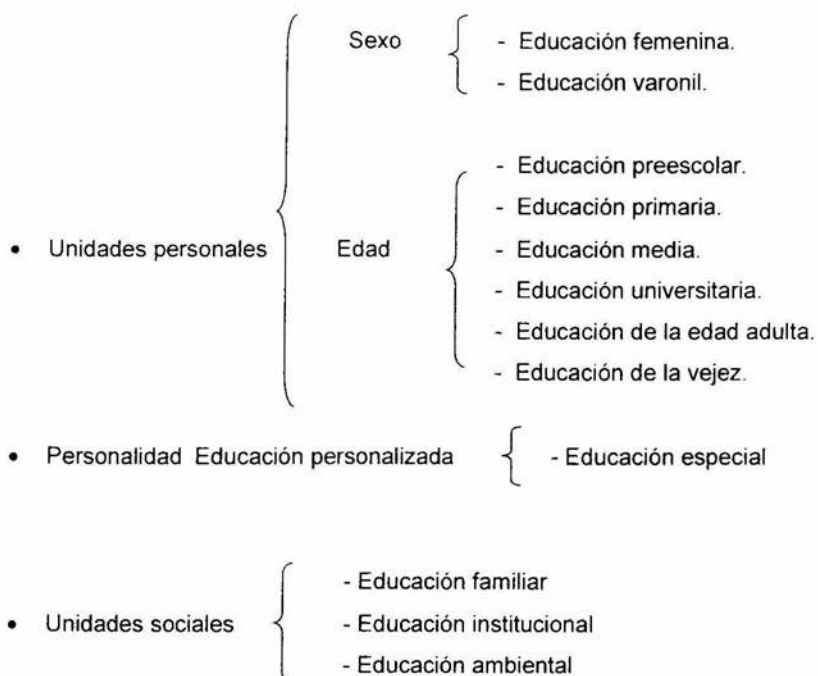 Sexo
- Educación femenina.
- Educación varonil.
• Unidades personales
Edad
- Educación preescolar.
- Educación primaria.
- Educación media.
- Educación universitaria.
- Educación de la edad adulta.
- Educación de la vejez.
• Personalidad Educación personalizada
- Educación especial
• Unidades sociales
- Educación familiar
- Educación institucional
- Educación ambiental